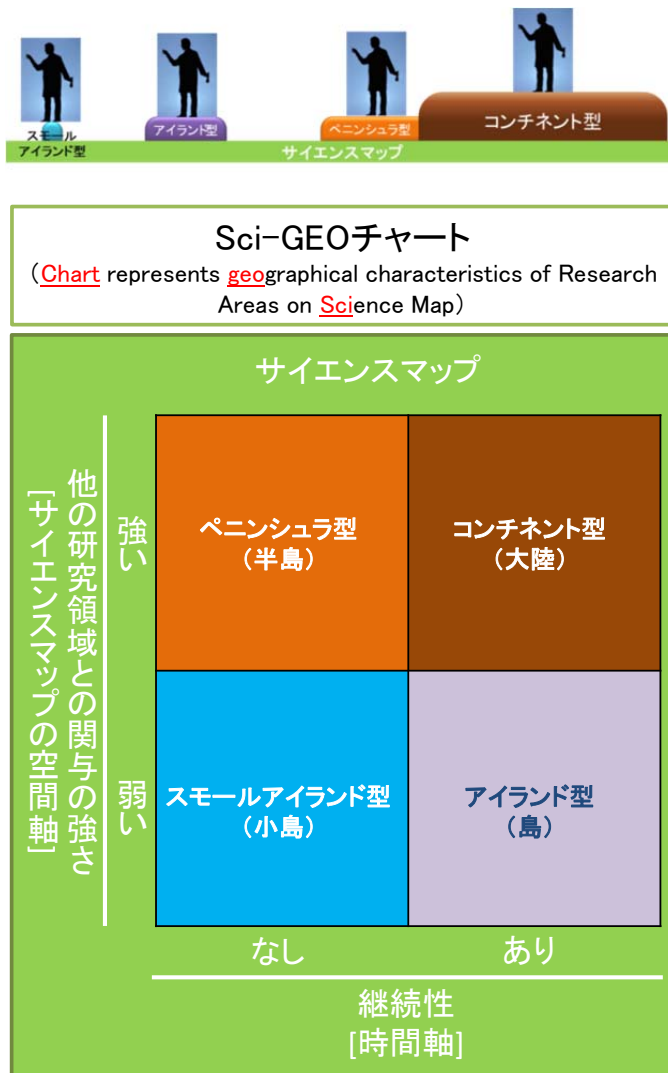 スモール
アイランド型
アイランド型
ペニンシュラ型
コンチネント型
サイエンスマップ
Sci-GEOチャート
（Chart represents geographical characteristics of Research
Areas on Science Map）
サイエンスマップ
他の研究領域との関与の強さ
[サイエンスマップの空間軸]
強い
ペニンシュラ型
（半島）
コンチネント型
（大陸）
弱い
スモールアイランド型
（小島）
アイランド型
（島）
なし
あり
継続性
[時間軸]